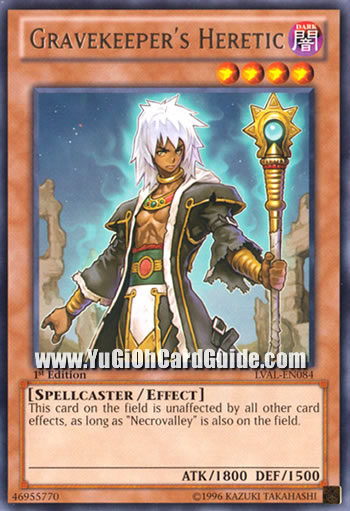 GRAVEKEEPER'S HERETIC
DARK
闇
www.YuGiOhCardGuide.com
1st Edition
LVAL-EN084
[SPELLCASTER / EFFECT]
This card on the field is unaffected by all other card
effects, as long as "Necrovalley" is also on the field.
ATK/1800 DEF/1500
46955770
©1996 KAZUKI TAKAHASHI